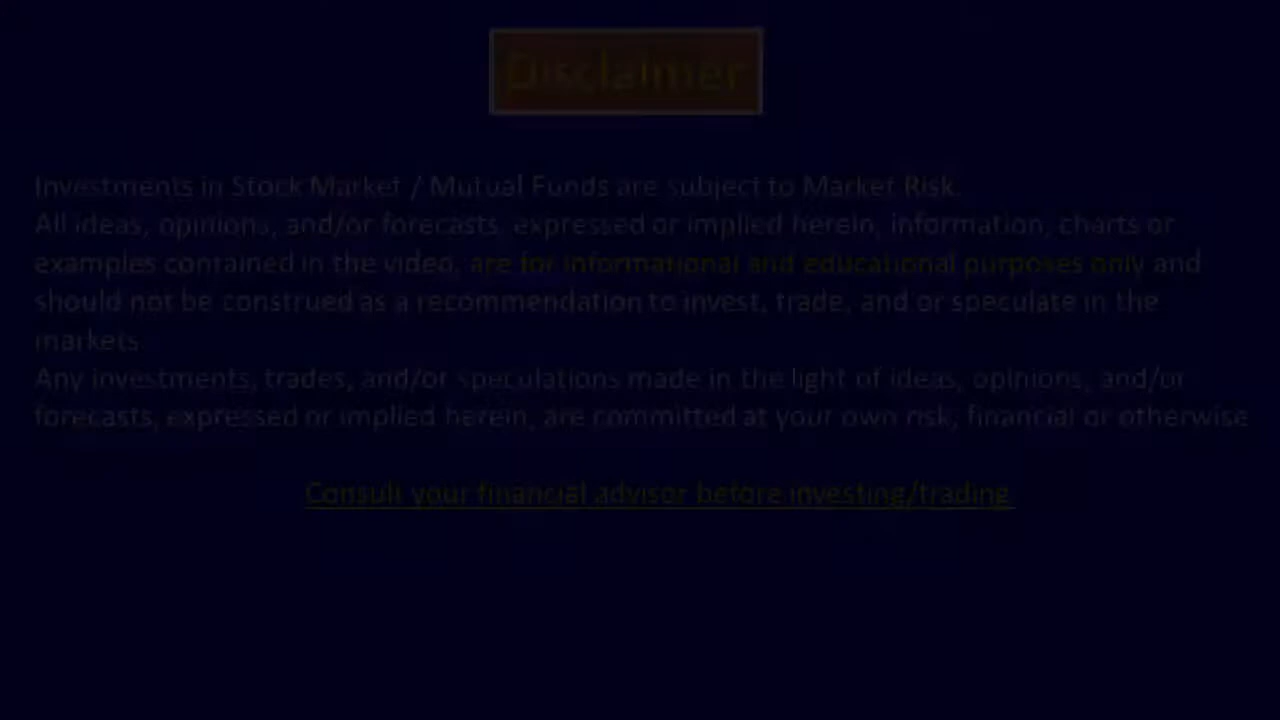 Disclaimer
Investments in Stock Market / Mutual Funds are subject to Market Risk.
All ideas, opinions, and/or forecasts, expressed or implied herein, information, charts or
examples contained in the video, are for informational and educational purposes only and
should not be construed as a recommendation to invest, trade, and or speculate in the
markets.
Any investments, trades, and/or speculations made in the light of ideas, opinions, and/or
forecasts, expressed or implied herein, are committed at your own risk, financial or otherwise
Consult your financial advisor before investing/trading